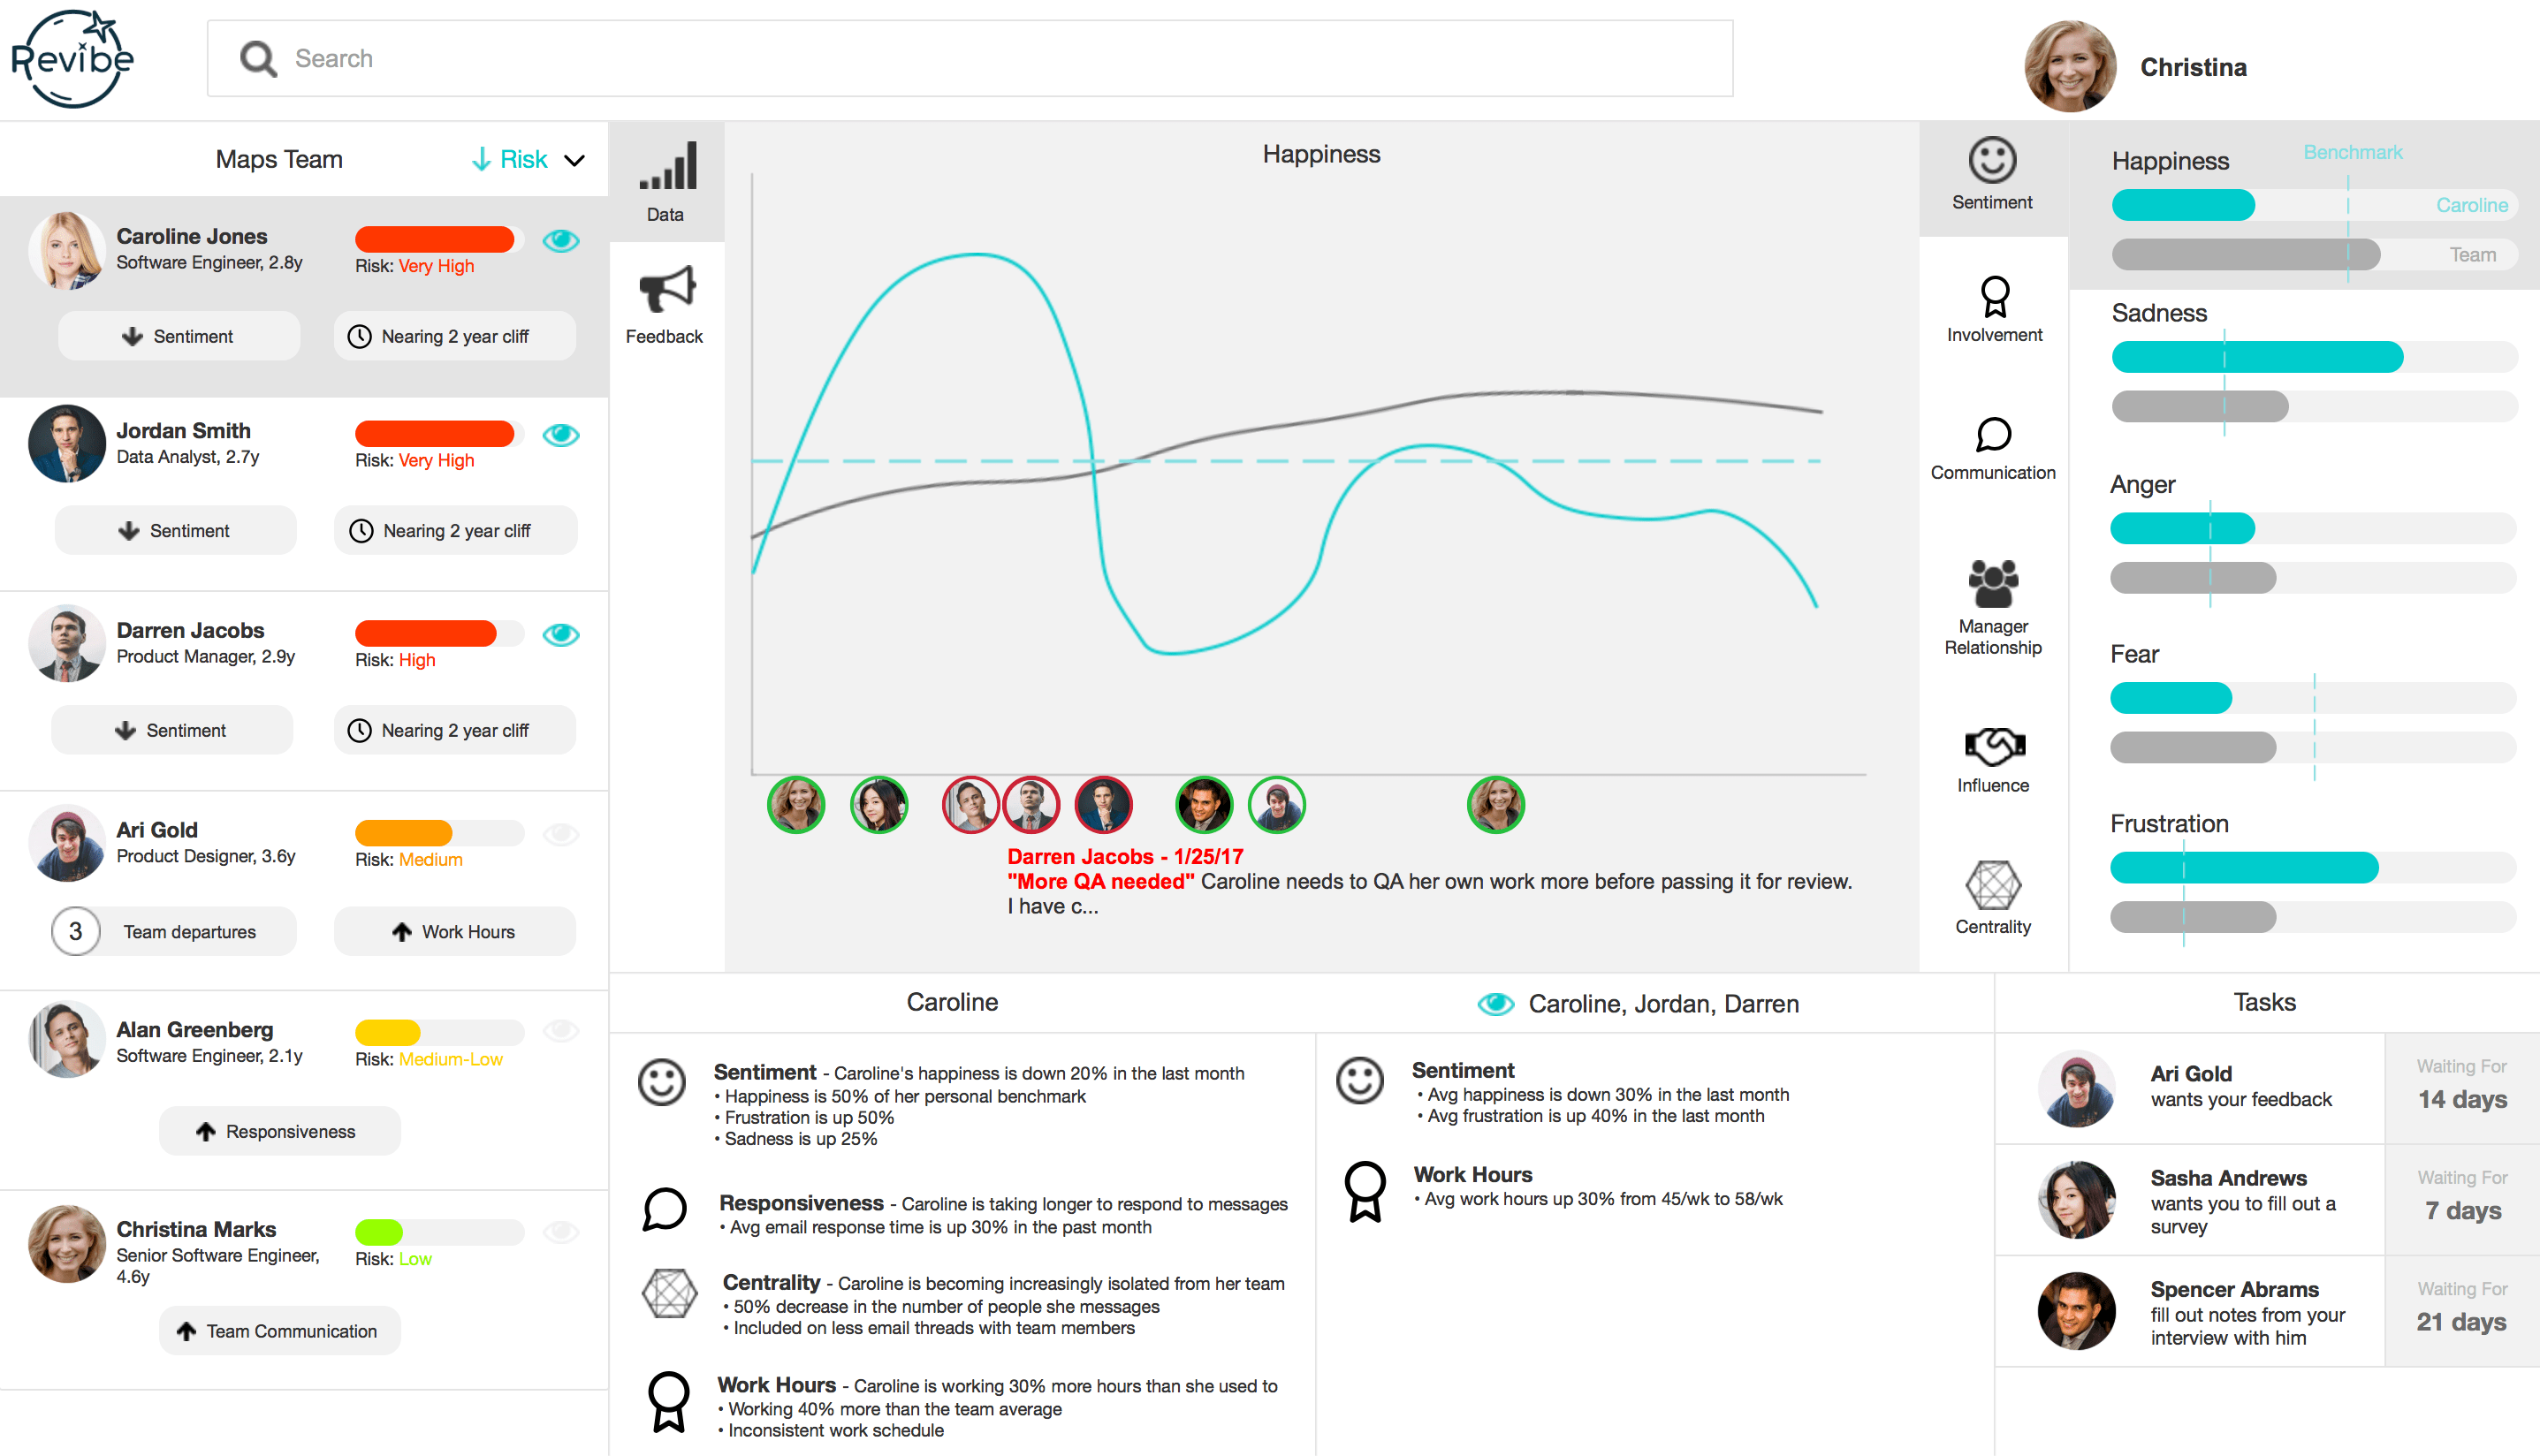 Revibe
Search
Christina
Maps Team
Risk
Caroline Jones
Software Engineer, 2.8y
Risk: Very High
Sentiment
Nearing 2 year cliff
Jordan Smith
Data Analyst, 2.7y
Risk: Very High
Sentiment
Nearing 2 year cliff
Darren Jacobs
Product Manager, 2.9y
Risk: High
Sentiment
Nearing 2 year cliff
Ari Gold
Product Designer, 3.6y
Risk: Medium
3
Team departures
Work Hours
Alan Greenberg
Software Engineer, 2.1y
Risk: Medium-Low
Responsiveness
Christina Marks
Senior Software Engineer,
4.6y
Risk: Low
Team Communication
Data
Feedback
Happiness
Darren Jacobs - 1/25/17
"More QA needed" Caroline needs to QA her own work more before passing it for review.
I have c...
Sentiment
Involvement
Communication
Manager
Relationship
Influence
Centrality
Happiness
Benchmark
Caroline
Team
Sadness
Anger
Fear
Frustration
Caroline
Sentiment - Caroline's happiness is down 20% in the last month
• Happiness is 50% of her personal benchmark
• Frustration is up 50%
• Sadness is up 25%
Responsiveness - Caroline is taking longer to respond to messages
• Avg email response time is up 30% in the past month
Centrality - Caroline is becoming increasingly isolated from her team
• 50% decrease in the number of people she messages
• Included on less email threads with team members
Work Hours - Caroline is working 30% more hours than she used to
• Working 40% more than the team average
• Inconsistent work schedule
Caroline, Jordan, Darren
Sentiment
• Avg happiness is down 30% in the last month
• Avg frustration is up 40% in the last month
Work Hours
• Avg work hours up 30% from 45/wk to 58/wk
Tasks
Ari Gold
wants your feedback
Waiting For
14 days
Sasha Andrews
wants you to fill out a
survey
Waiting For
7 days
Spencer Abrams
fill out notes from your
interview with him
Waiting For
21 days